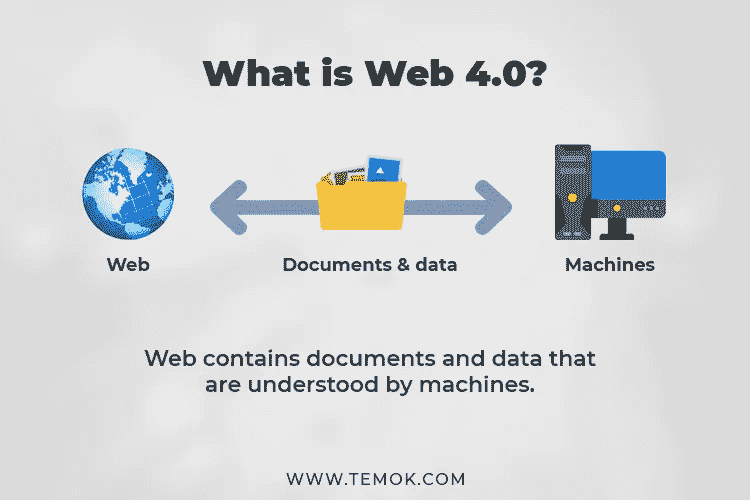 What is Web 4.0?
Web
Documents & data
Machines
Web contains documents and data that
are understood by machines.
WWW.TEMOK.COM